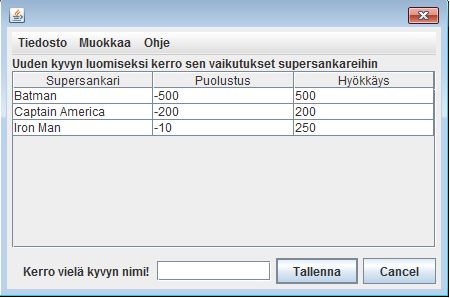 Tiedosto Muokkaa Ohje
Uuden kyvyn luomiseksi kerro sen vaikutukset supersankareihin
Supersankari Puolustus Hyökkäys
Batman -500 500
Captain America -200 200
Iron Man -10 250
Kerro vielä kyvyn nimi! Tallenna Cancel